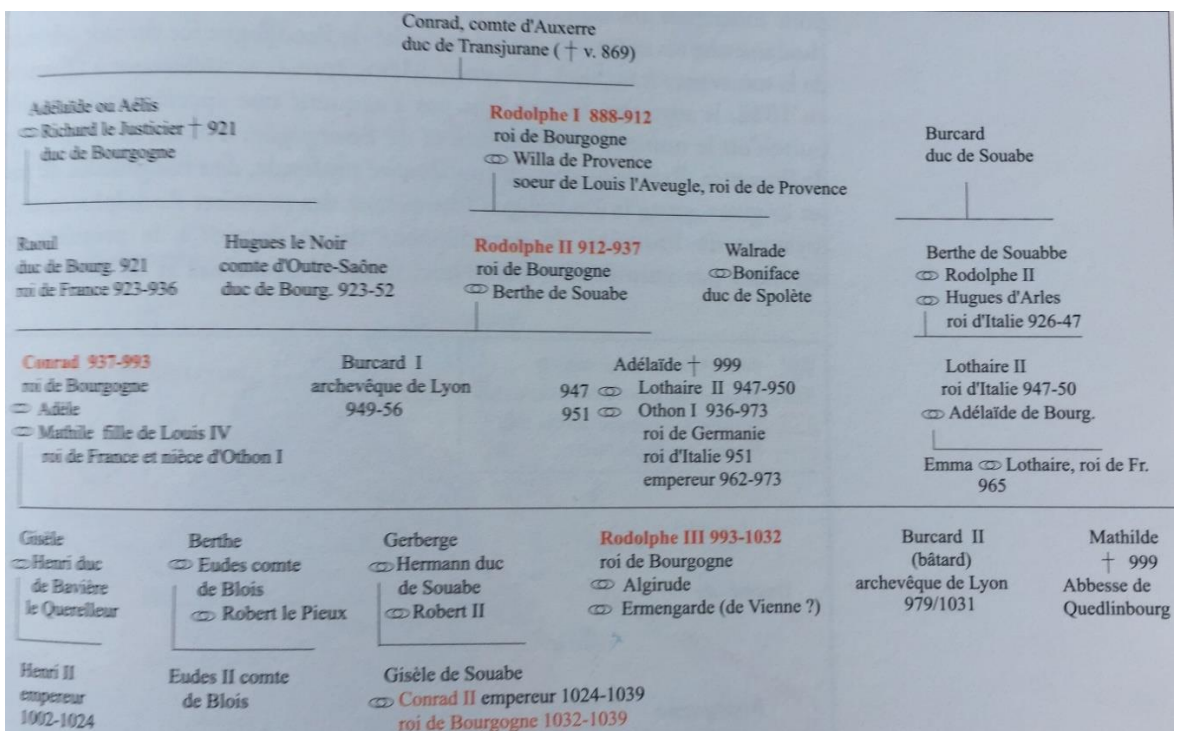 Conrad, comte d'Auxerre
duc de Transjurane ( † v. 869)
Adélaïde ou Aélis
⚭ Richard le Justicier † 921
duc de Bourgogne
Rodolphe I 888-912
roi de Bourgogne
⚭ Willa de Provence
soeur de Louis l'Aveugle, roi de de Provence
Burcard
duc de Souabe
Raoul
duc de Bourg. 921
roi de France 923-936
Hugues le Noir
comte d'Outre-Saône
duc de Bourg. 923-52
Rodolphe II 912-937
roi de Bourgogne
⚭ Berthe de Souabe
Walrade
⚭Boniface
duc de Spolète
Berthe de Souabbe
⚭ Rodolphe II
⚭ Hugues d'Arles
roi d'Italie 926-47
Conrad 937-993
roi de Bourgogne
⚭ Adèle
⚭ Mathile fille de Louis IV
roi de France et nièce d'Othon I
Burcard I
archevêque de Lyon
949-56
Adélaïde † 999
947 ⚭ Lothaire II 947-950
951 ⚭ Othon I 936-973
roi de Germanie
roi d'Italie 951
empereur 962-973
Lothaire II
roi d'Italie 947-50
⚭ Adélaïde de Bourg.
Emma ⚭ Lothaire, roi de Fr.
965
Gisèle
⚭Henri duc
de Bavière
le Querelleur
Berthe
⚭ Eudes comte
de Blois
⚭ Robert le Pieux
Gerberge
⚭Hermann duc
de Souabe
⚭Robert II
Rodolphe III 993-1032
roi de Bourgogne
⚭ Algirude
⚭ Ermengarde (de Vienne ?)
Burcard II
(bâtard)
archevêque de Lyon
979/1031
Mathilde
† 999
Abbesse de
Quedlinbourg
Henri II
empereur
1002-1024
Eudes II comte
de Blois
Gisèle de Souabe
⚭ Conrad II empereur 1024-1039
roi de Bourgogne 1032-1039